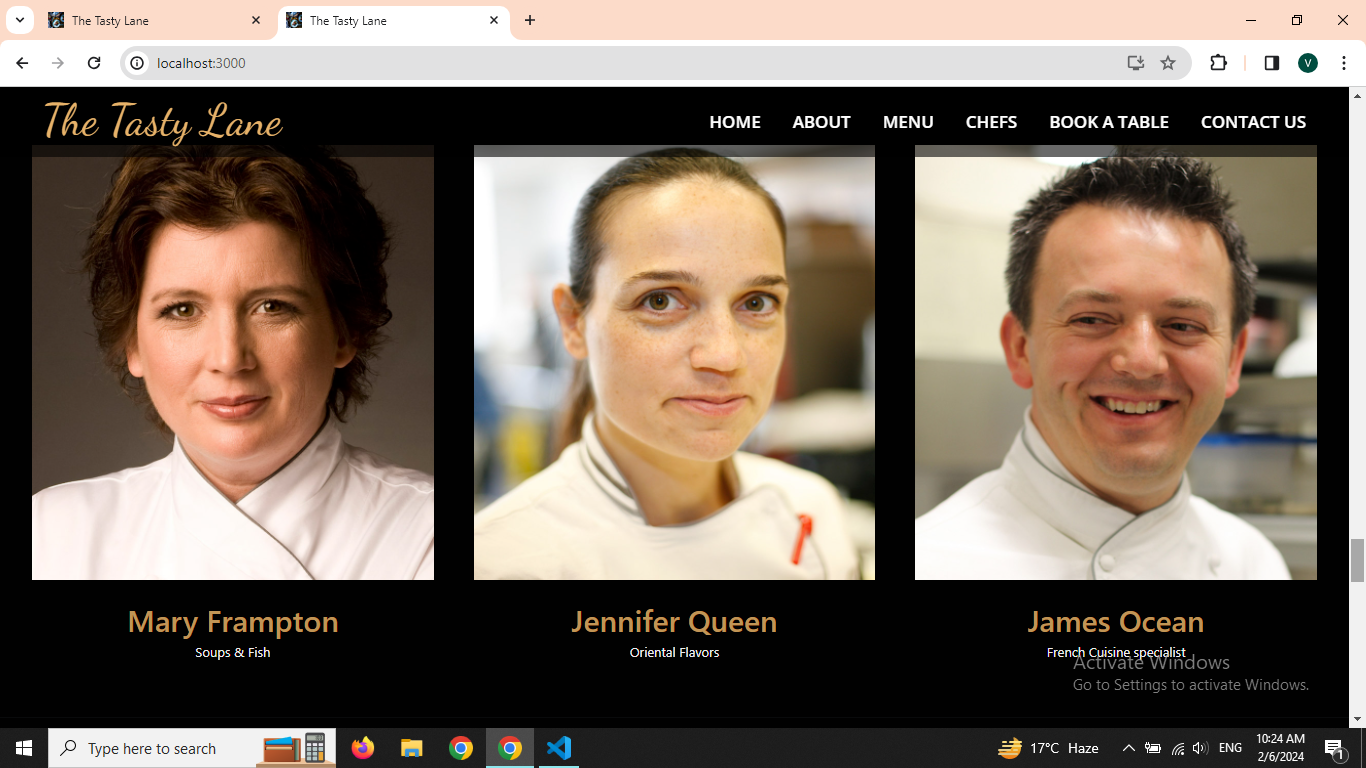 The Tasty Lane
The Tasty Lane
localhost:3000
V
The Tasty Lane
HOME ABOUT MENU CHEFS BOOK A TABLE CONTACT US
Mary Frampton
Soups & Fish
Jennifer Queen
Oriental Flavors
James Ocean
French Cuisine specialist
Activate Windows
Go to Settings to activate Windows.
Type here to search
17°C Haze
ENG
10:24 AM
2/6/2024
1